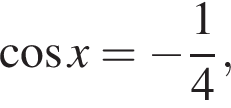 cos x = −1/4,